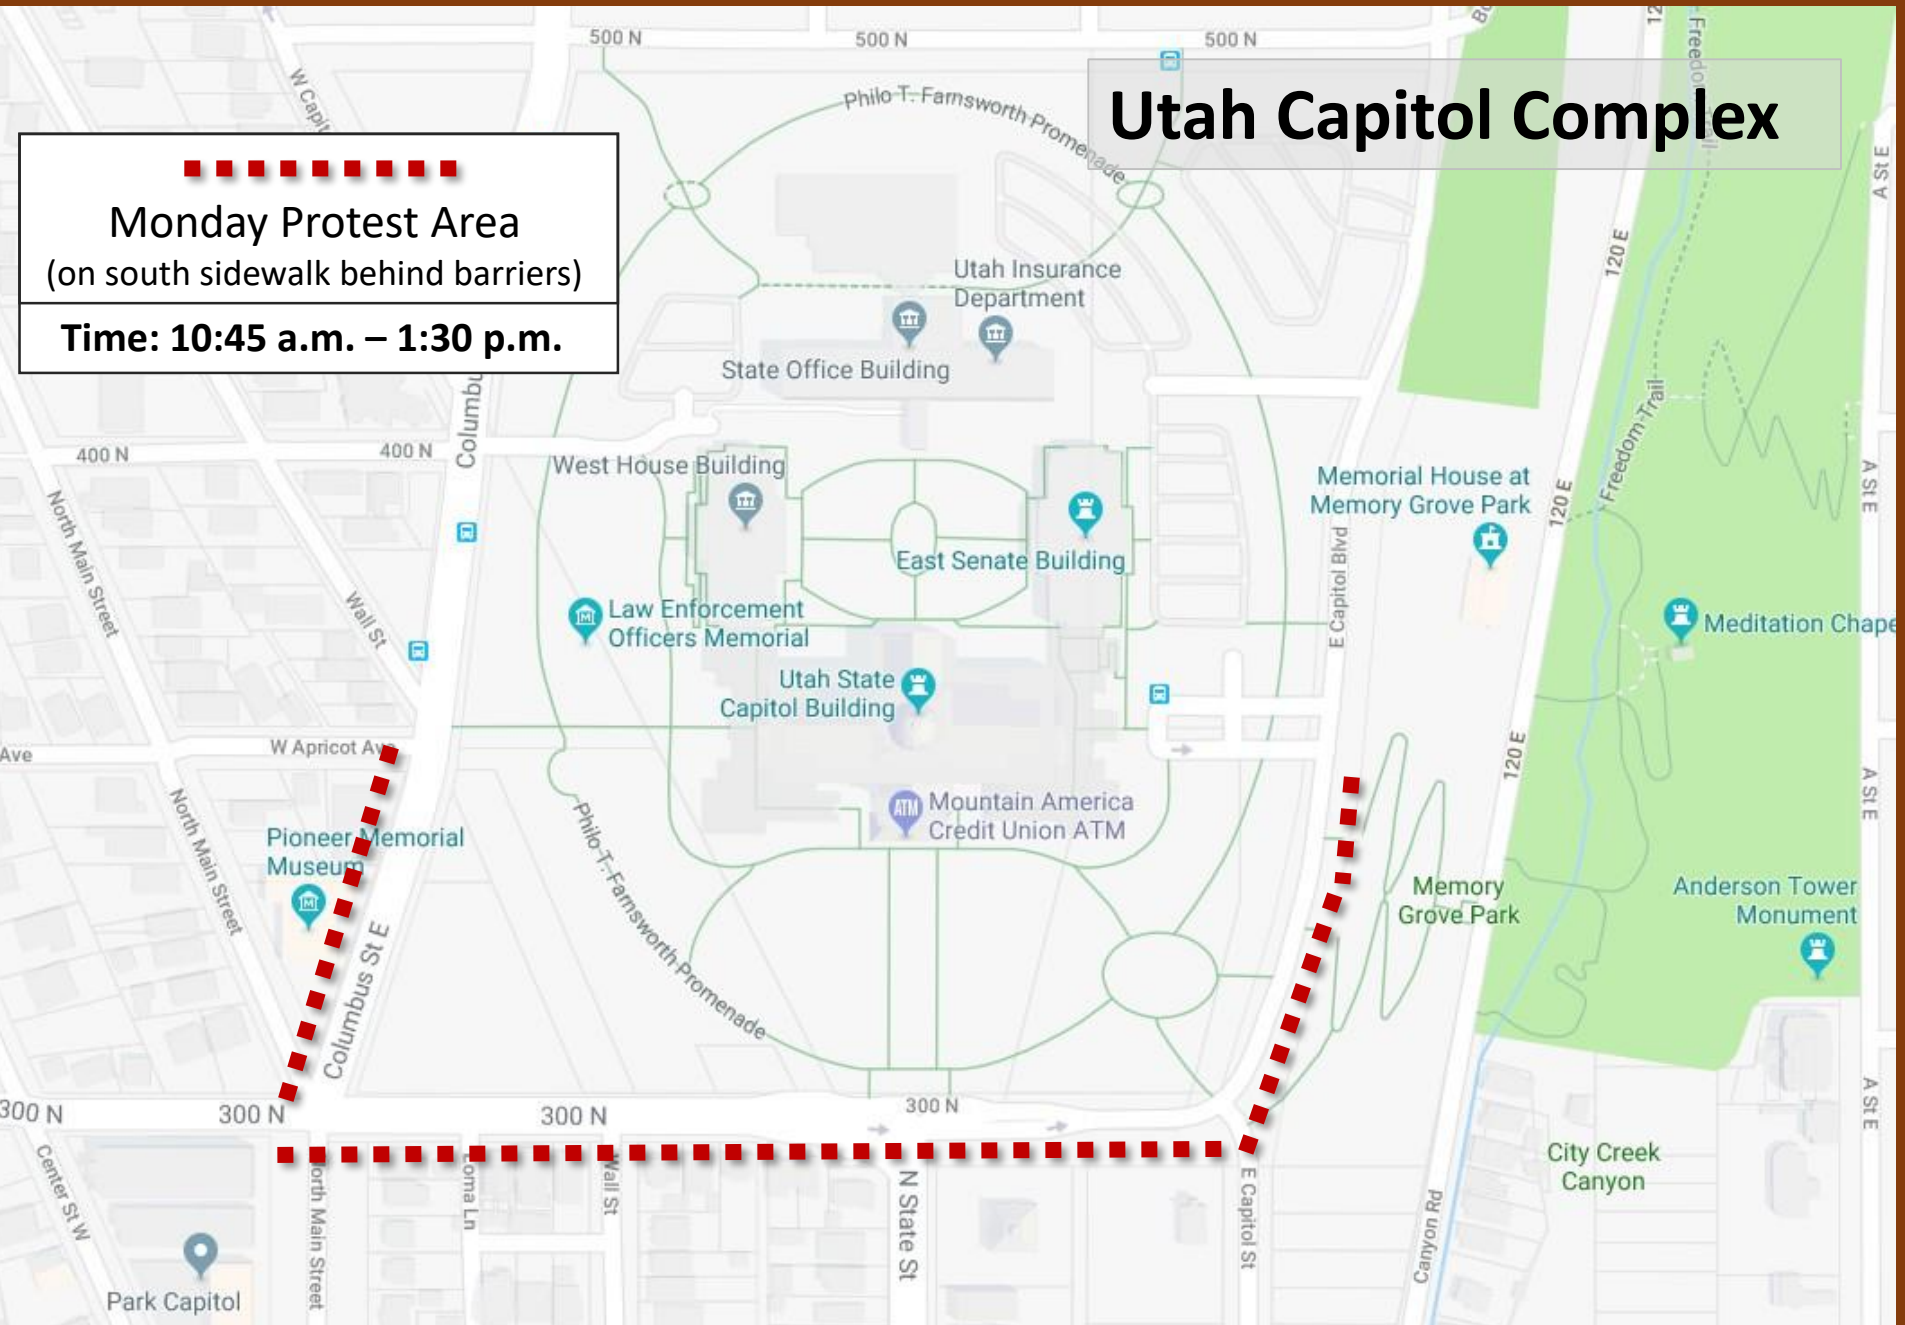 500 N
500 N
500 N
Utah Capitol Complex
Philo T. Farnsworth Promenade
W Capit
Monday Protest Area
(on south sidewalk behind barriers)
Time: 10:45 a.m. – 1:30 p.m.
A St E
120 E
Utah Insurance
Department
State Office Building
Columbu
400 N
400 N
West House Building
Freedom Trail
Memorial House at
Memory Grove Park
120 E
A St E
North Main Street
East Senate Building
E Capitol Blvd
Wall St
Law Enforcement
Officers Memorial
Meditation Chape
Utah State
Capitol Building
Ave
W Apricot Ave
120 E
A St E
ATM
Mountain America
Credit Union ATM
North Main Street
Pioneer Memorial
Museum
Philo T. Farnsworth Promenade
Memory
Grove Park
Anderson Tower
Monument
Columbus St E
300 N
300 N
300 N
300 N
A St E
Center St W
orth Main Street
Loma Ln
Wall St
N State St
E Capitol St
Canyon Rd
City Creek
Canyon
Park Capitol